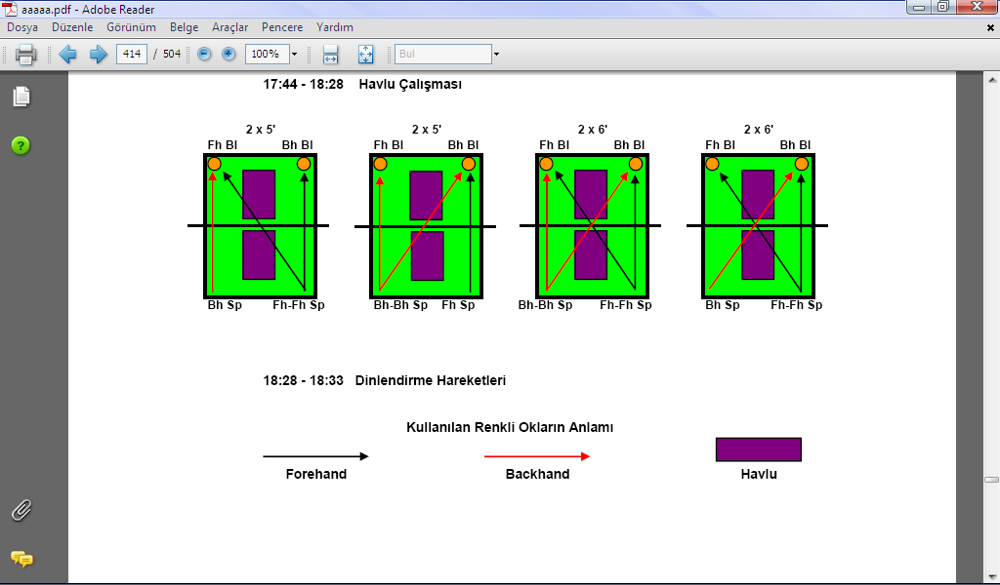 aaaaa.pdf - Adobe Reader
Dosya Düzenle Görünüm Belge Araçlar Pencere Yardım
414 / 504 100% Bul
17:44 - 18:28 Havlu Çalışması
2 x 5' 2 x 5' 2 x 6' 2 x 6'
Fh Bl Bh Bl Fh Bl Bh Bl Fh Bl Bh Bl Fh Bl Bh Bl
Bh Sp Fh-Fh Sp Bh-Bh Sp Fh Sp Bh-Bh Sp Fh-Fh Sp Bh Sp Fh-Fh Sp
18:28 - 18:33 Dinlendirme Hareketleri
Kullanılan Renkli Okların Anlamı
Forehand Backhand Havlu